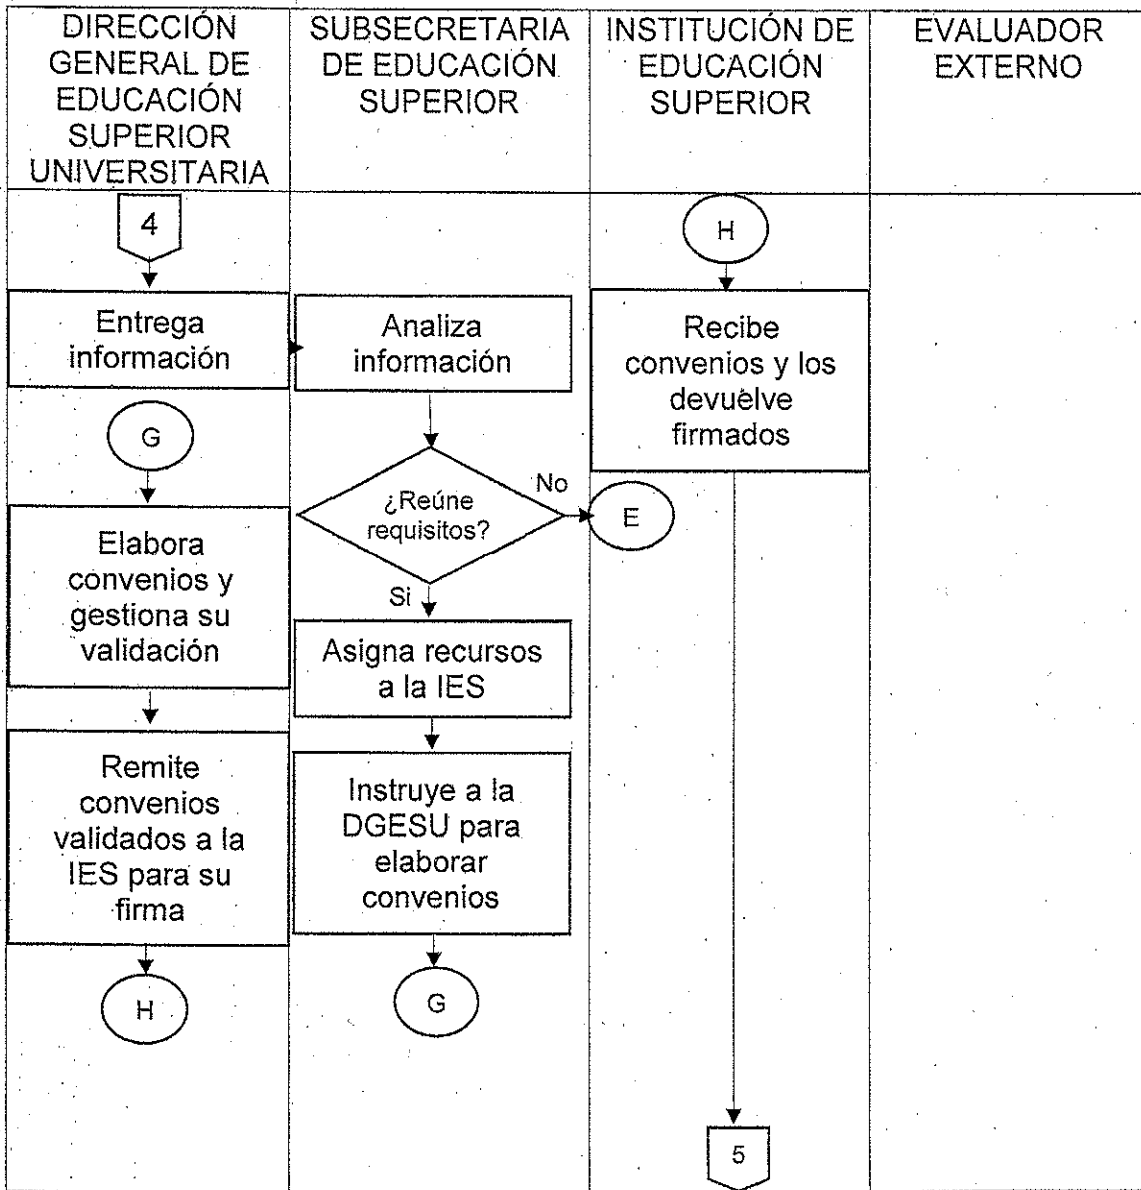 DIRECCIÓN
GENERAL DE
EDUCACIÓN
SUPERIOR
UNIVERSITARIA
SUBSECRETARIA
DE EDUCACIÓN
SUPERIOR
INSTITUCIÓN DE
EDUCACIÓN
SUPERIOR
EVALUADOR
EXTERNO
4
Entrega
información
G
Elabora
convenios y
gestiona su
validación
Remite
convenios
validados a la
IES para su
firma
H
Analiza
información
¿Reúne
requisitos?
No
E
Si
Asigna recursos
a la IES
Instruye a la
DGESU para
elaborar
convenios
G
H
Recibe
convenios y los
devuelve
firmados
5